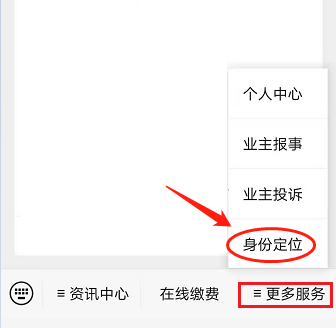 个人中心
业主报事
业主投诉
身份定位
≡ 资讯中心 在线缴费 ≡ 更多服务